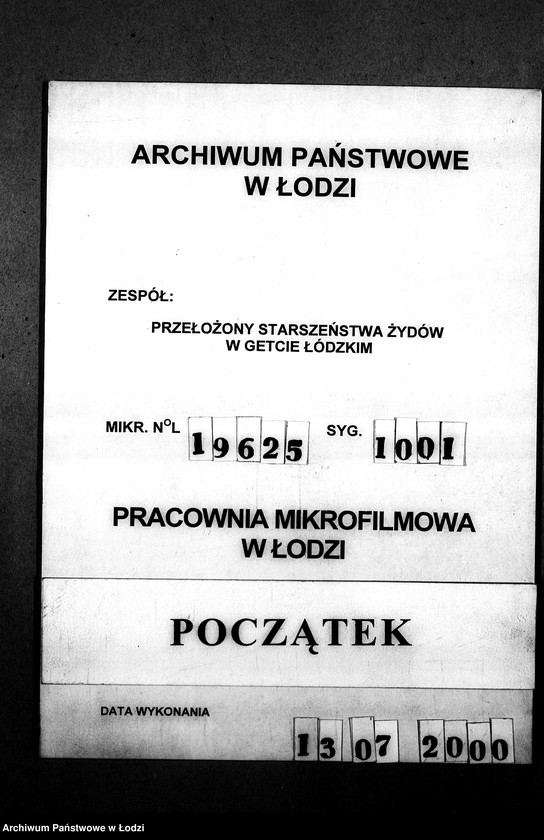 ARCHIWUM PAŃSTWOWE
W ŁODZI
ZESPÓŁ:
PRZEŁOŻONY STARSZEŃSTWA ŻYDÓW
W GETCIE ŁÓDZKIM
MIKR. NOL 19625 SYG. 1001
PRACOWNIA MIKROFILMOWA
W ŁODZI
POCZĄTEK
DATA WYKONANIA
13 07 2000
Archiwum Państwowe w Łodzi